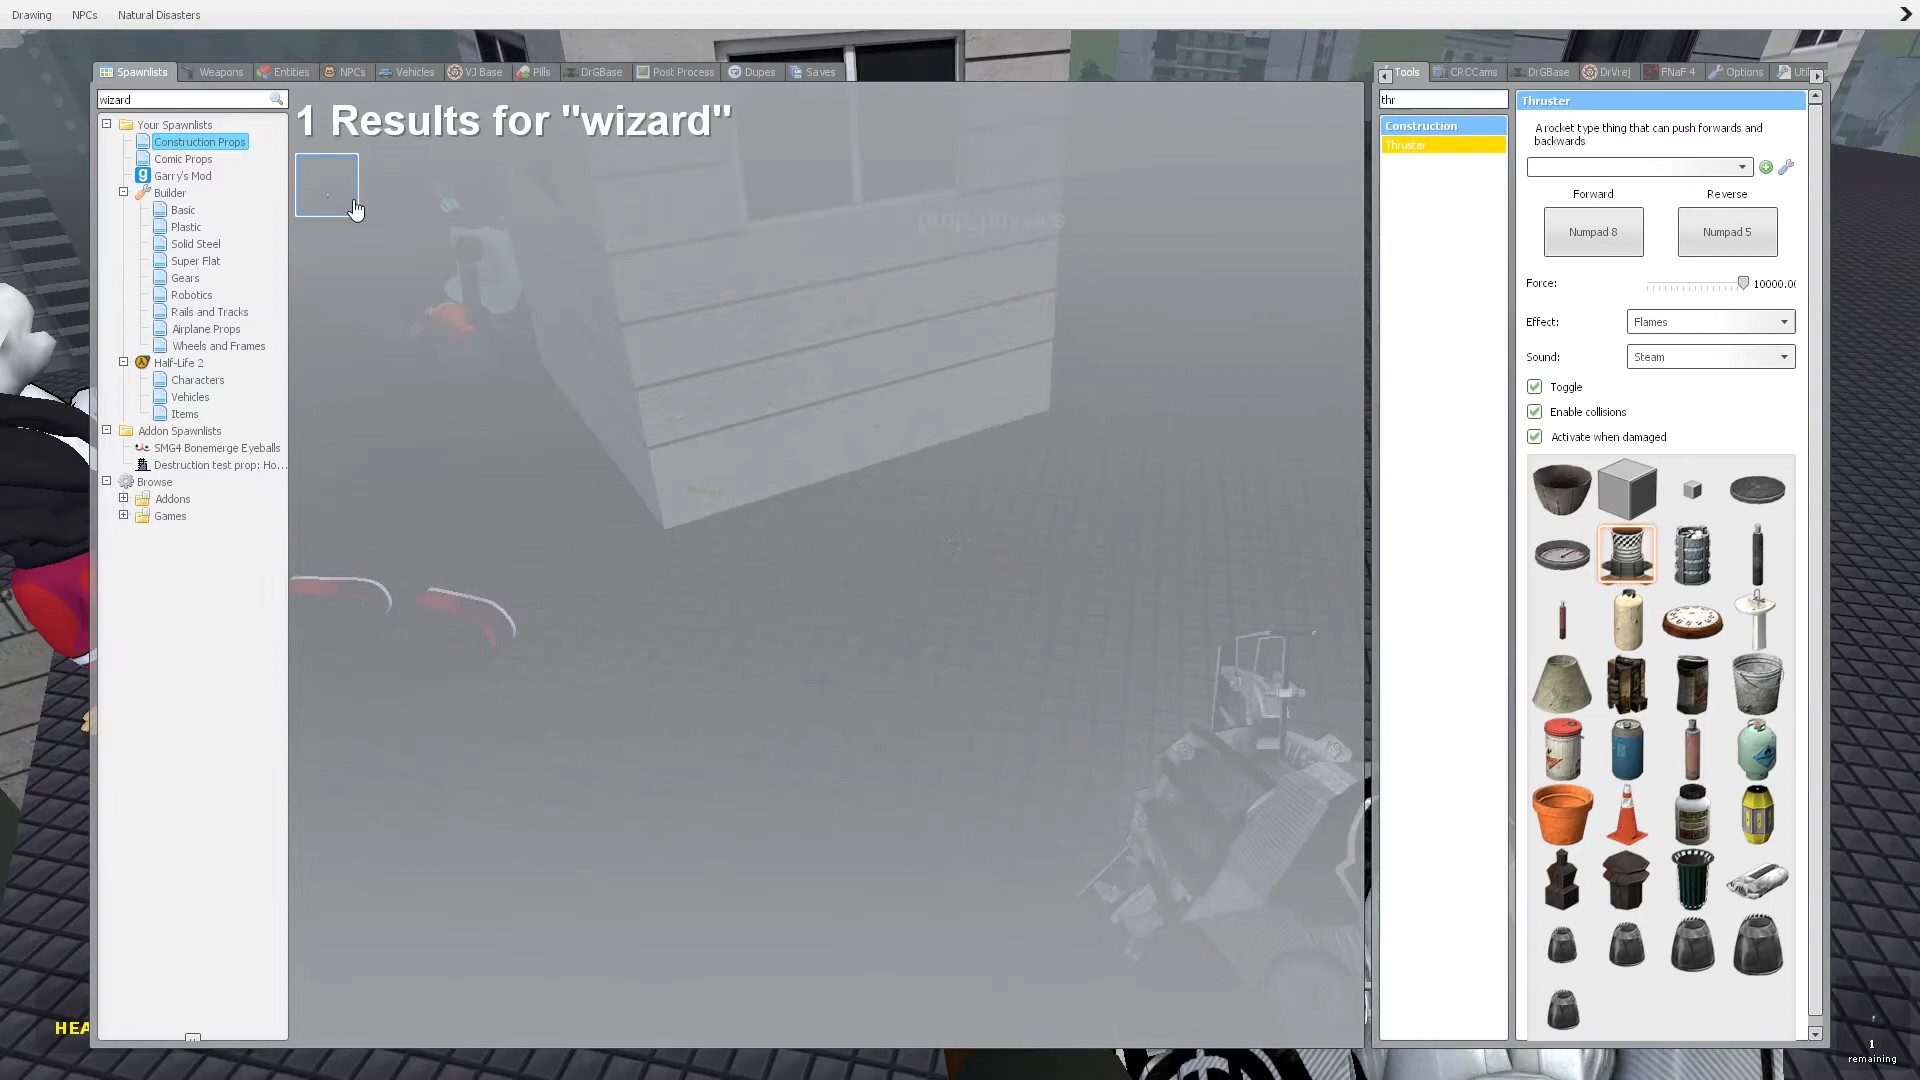 Drawing NPCs Natural Disasters
Spawnlists Weapons Entities NPCs Vehicles VJ Base Pills DrGBase Post Process Dupes Saves
wizard
1 Results for "wizard"
Your Spawnlists
Construction Props
Comic Props
Garry's Mod
Builder
Basic
Plastic
Solid Steel
Super Flat
Gears
Robotics
Rails and Tracks
Airplane Props
Wheels and Frames
Half-Life 2
Characters
Vehicles
Items
Addon Spawnlists
SMG4 Bonemerge Eyeballs
Destruction test prop: Ho...
Browse
Addons
Games
HEA
Tools CRCCams DrGBase DrVrej FNaF 4 Options
thr
Construction
Thruster
Thruster
A rocket type thing that can push forwards and
backwards
Forward Reverse
Numpad 8 Numpad 5
Force: 10000.0
Effect: Flames
Sound: Steam
Toggle
Enable collisions
Activate when damaged
1
remaining